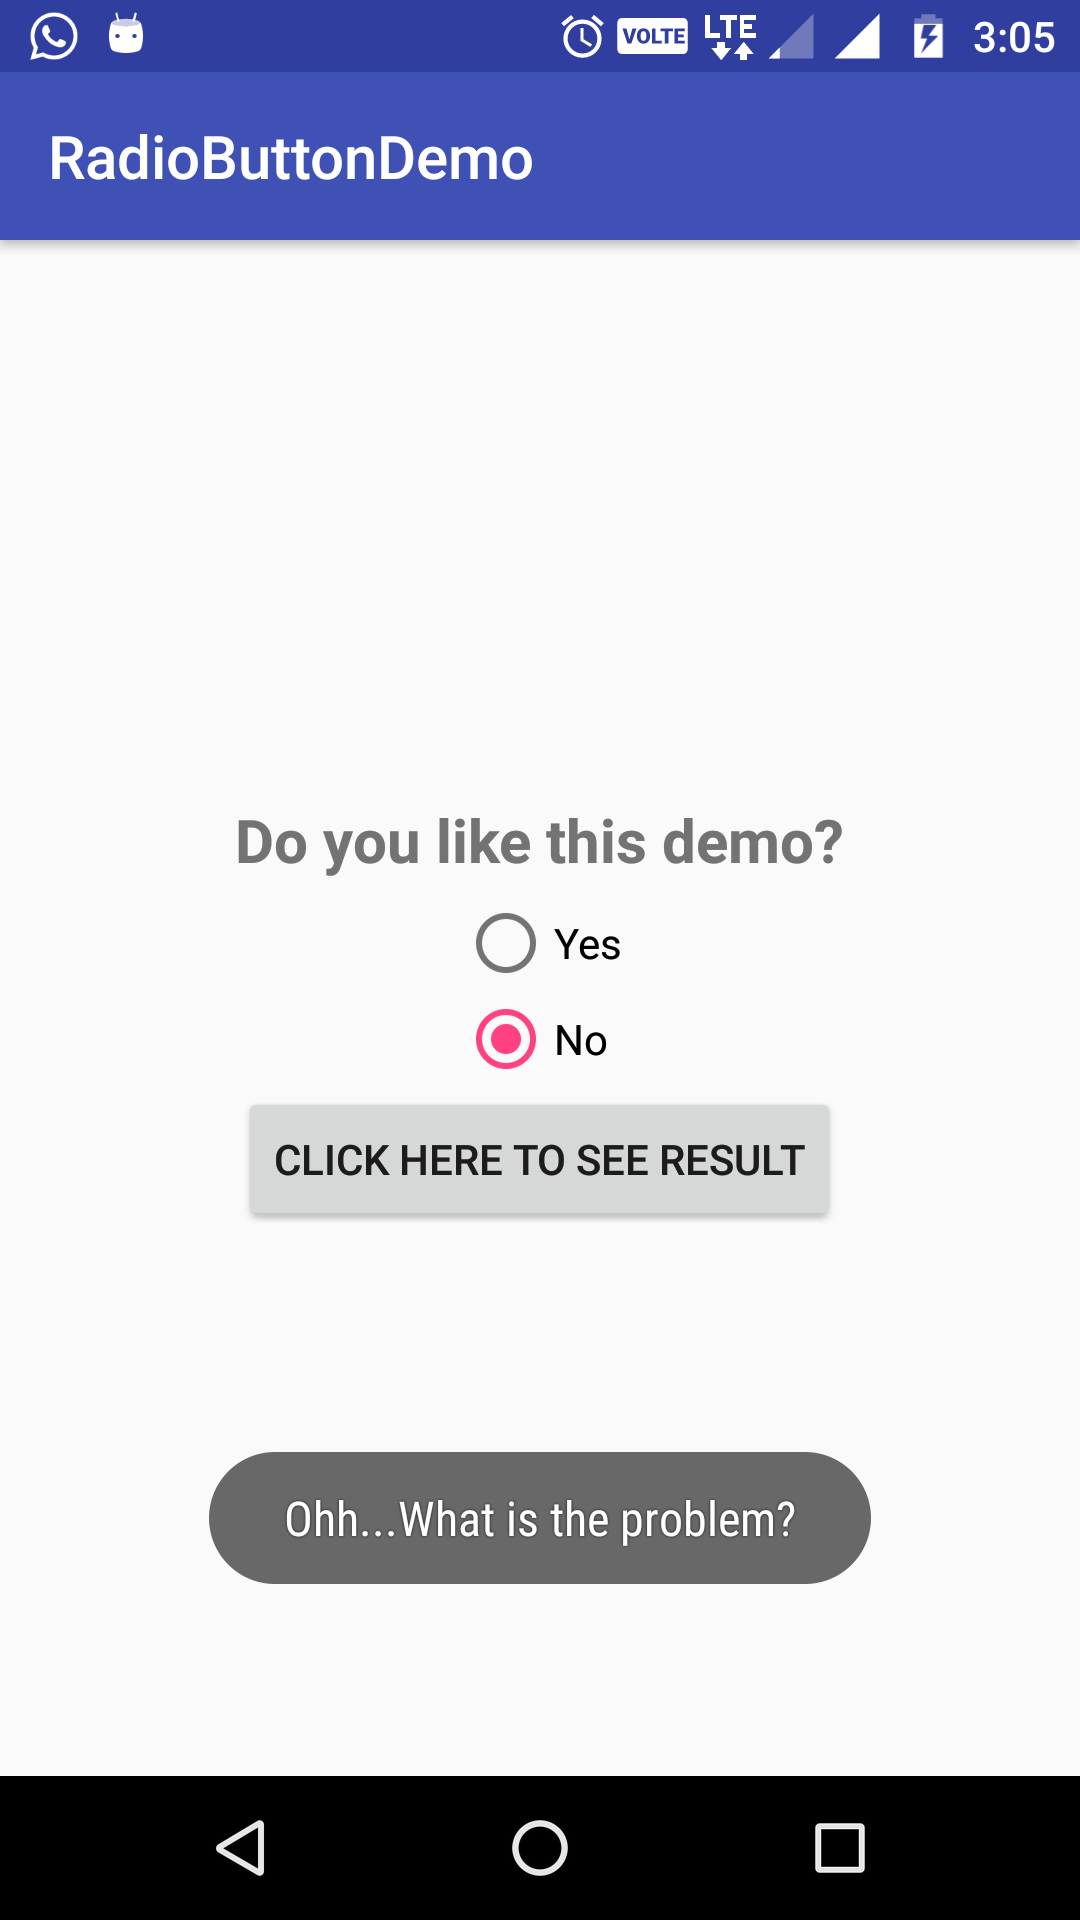 VOLTE LTE 3:05
RadioButtonDemo
Do you like this demo?
Yes
No
CLICK HERE TO SEE RESULT
Ohh...What is the problem?